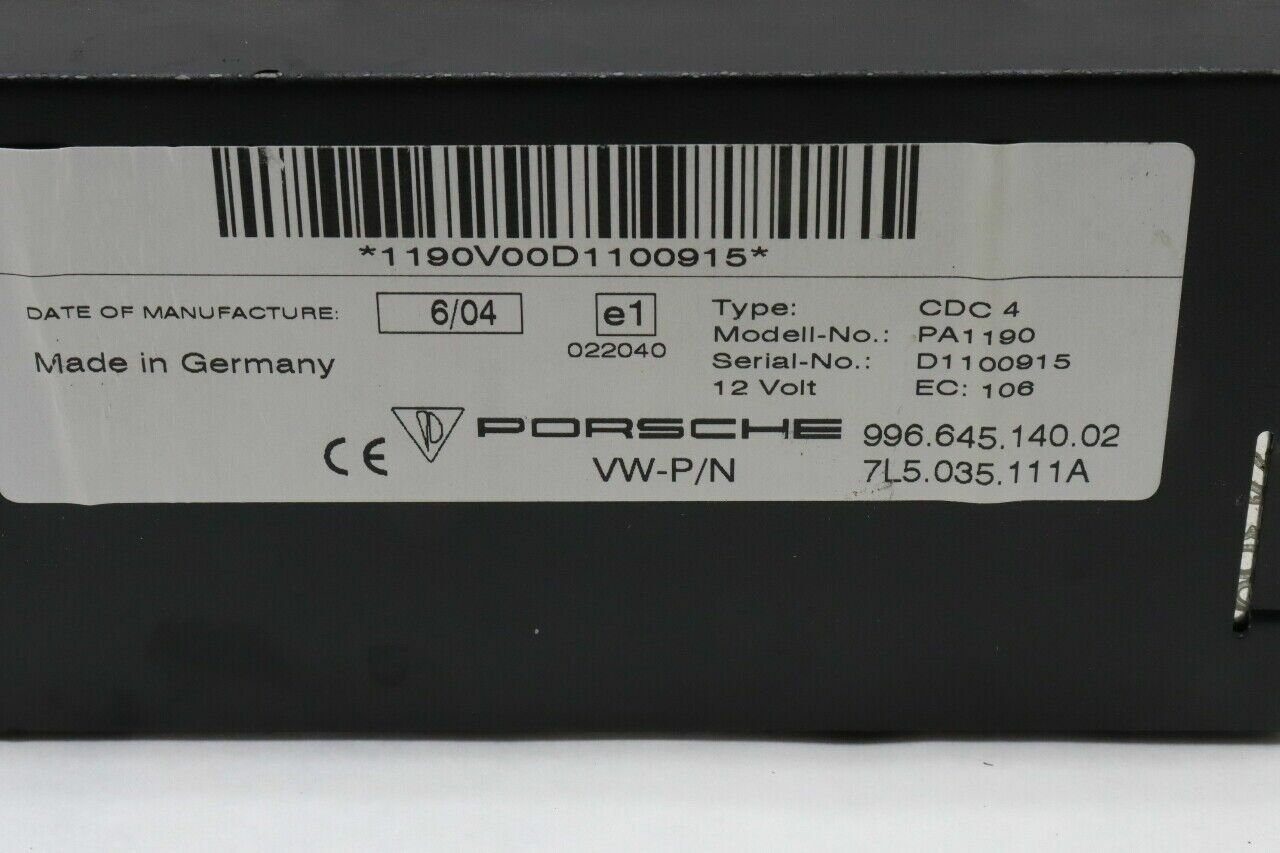 *1190V00D1100915*
DATE OF MANUFACTURE: 6/04
Made in Germany
e1
022040
Type: CDC 4
Modell-No.: PA1190
Serial-No.: D1100915
12 Volt EC: 106
CE PD PORSCHE 996.645.140.02
VW-P/N 7L5.035.111A